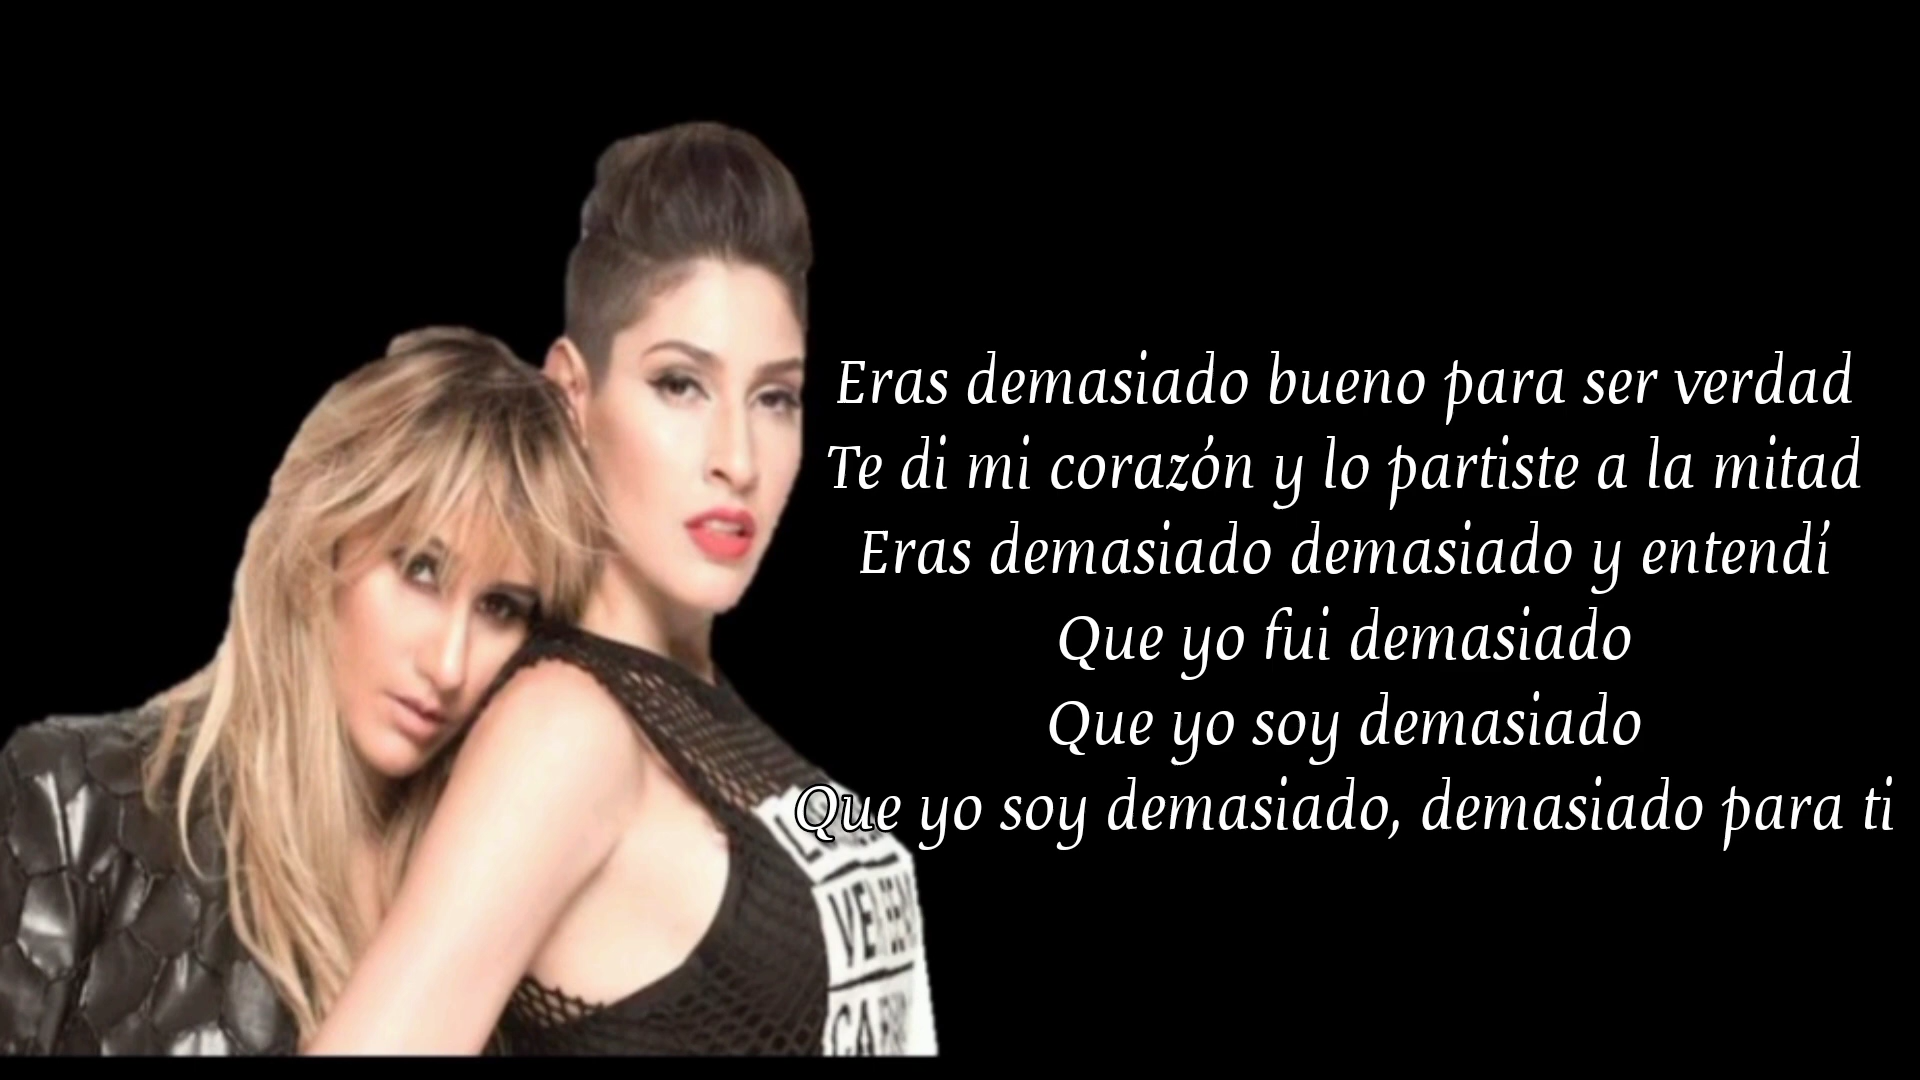 Eras demasiado bueno para ser verdad
Te di mi corazón y lo partiste a la mitad
Eras demasiado demasiado y entendí
Que yo fui demasiado
Que yo soy demasiado
Que yo soy demasiado, demasiado para ti